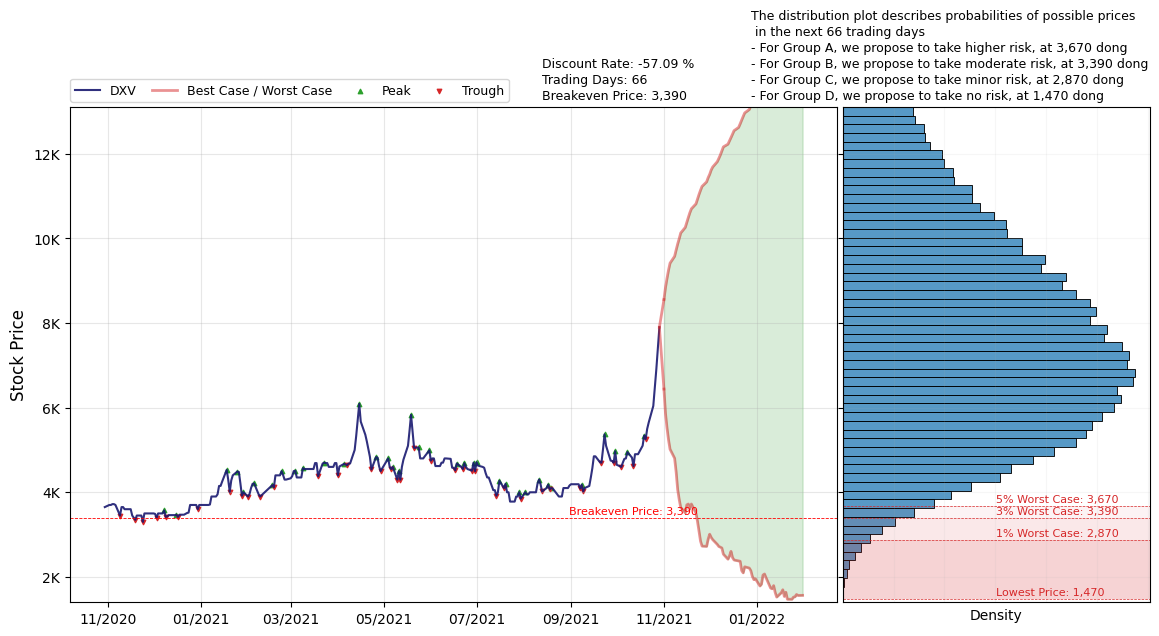 The distribution plot describes probabilities of possible prices
in the next 66 trading days
- For Group A, we propose to take higher risk, at 3,670 dong
- For Group B, we propose to take moderate risk, at 3,390 dong
- For Group C, we propose to take minor risk, at 2,870 dong
- For Group D, we propose to take no risk, at 1,470 dong
Discount Rate: -57.09 %
Trading Days: 66
Breakeven Price: 3,390
DXV
Best Case / Worst Case
Peak
Trough
Stock Price
12K
10K
8K
6K
4K
2K
Breakeven Price: 3,390
5% Worst Case: 3,670
3% Worst Case: 3,390
1% Worst Case: 2,870
Lowest Price: 1,470
11/2020
01/2021
03/2021
05/2021
07/2021
09/2021
11/2021
01/2022
Density